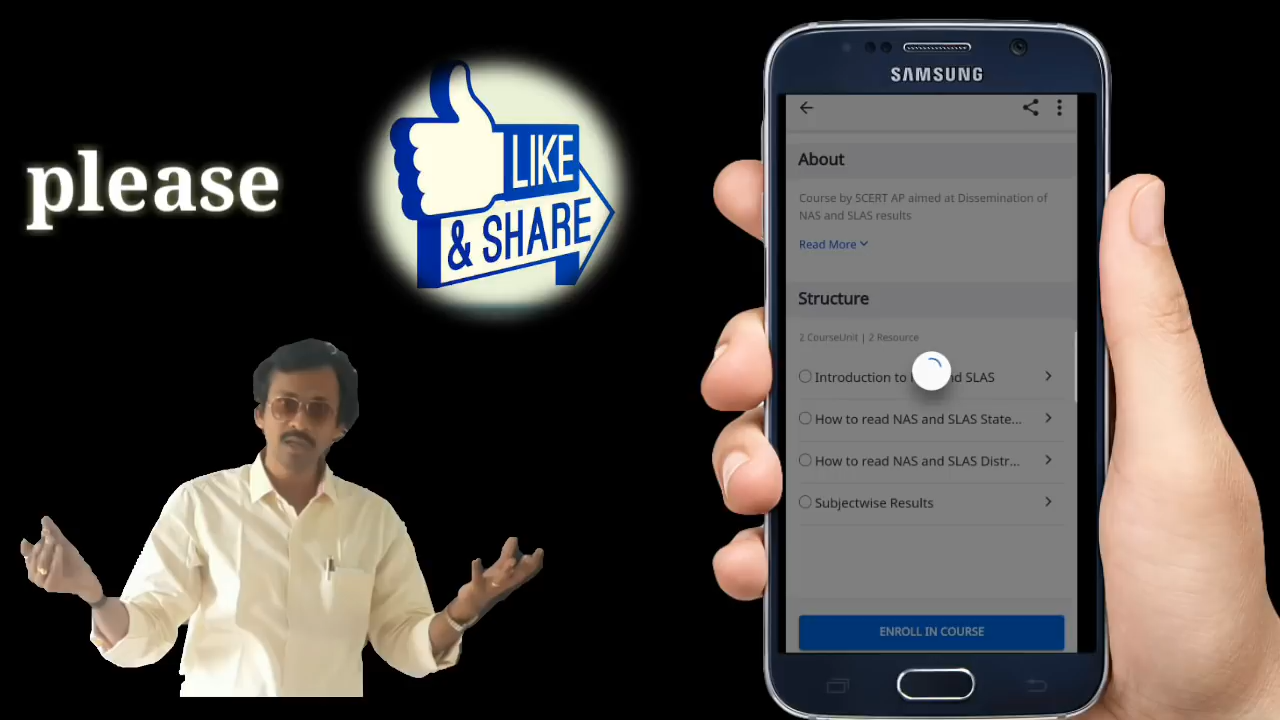 please
LIKE
& SHARE
SAMSUNG
About
Course by SCERT AP aimed at Dissemination of
NAS and SLAS results
Read More
Structure
2 CourseUnit | 2 Resource
Introduction to nd SLAS
How to read NAS and SLAS State...
How to read NAS and SLAS Distr...
Subjectwise Results
ENROLL IN COURSE